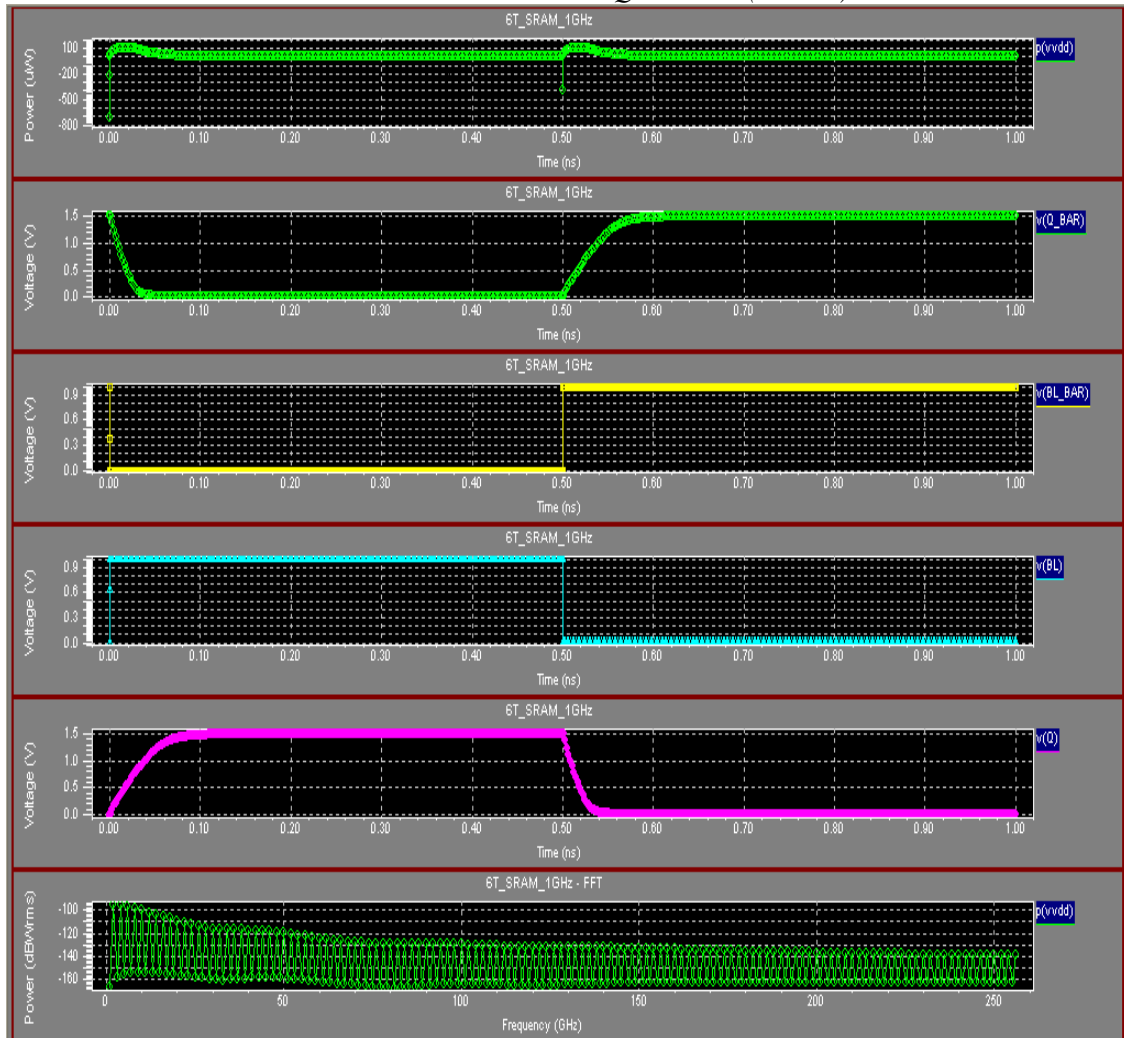 6T_SRAM_1GHz
Power (uW)
100
-200
-500
-800
p(vvdd)
0.00 0.10 0.20 0.30 0.40 0.50 0.60 0.70 0.80 0.90 1.00
Time (ns)
6T_SRAM_1GHz
Voltage (V)
1.5
1.0
0.5
0.0
v(Q_BAR)
0.00 0.10 0.20 0.30 0.40 0.50 0.60 0.70 0.80 0.90 1.00
Time (ns)
6T_SRAM_1GHz
Voltage (V)
0.9
0.6
0.3
0.0
v(BL_BAR)
0.00 0.10 0.20 0.30 0.40 0.50 0.60 0.70 0.80 0.90 1.00
Time (ns)
6T_SRAM_1GHz
Voltage (V)
0.9
0.6
0.3
0.0
v(BL)
0.00 0.10 0.20 0.30 0.40 0.50 0.60 0.70 0.80 0.90 1.00
Time (ns)
6T_SRAM_1GHz
Voltage (V)
1.5
1.0
0.5
0.0
v(Q)
0.00 0.10 0.20 0.30 0.40 0.50 0.60 0.70 0.80 0.90 1.00
Time (ns)
6T_SRAM_1GHz - FFT
Power (dBWrms)
-100
-120
-140
-160
p(vvdd)
0 50 100 150 200 250
Frequency (GHz)